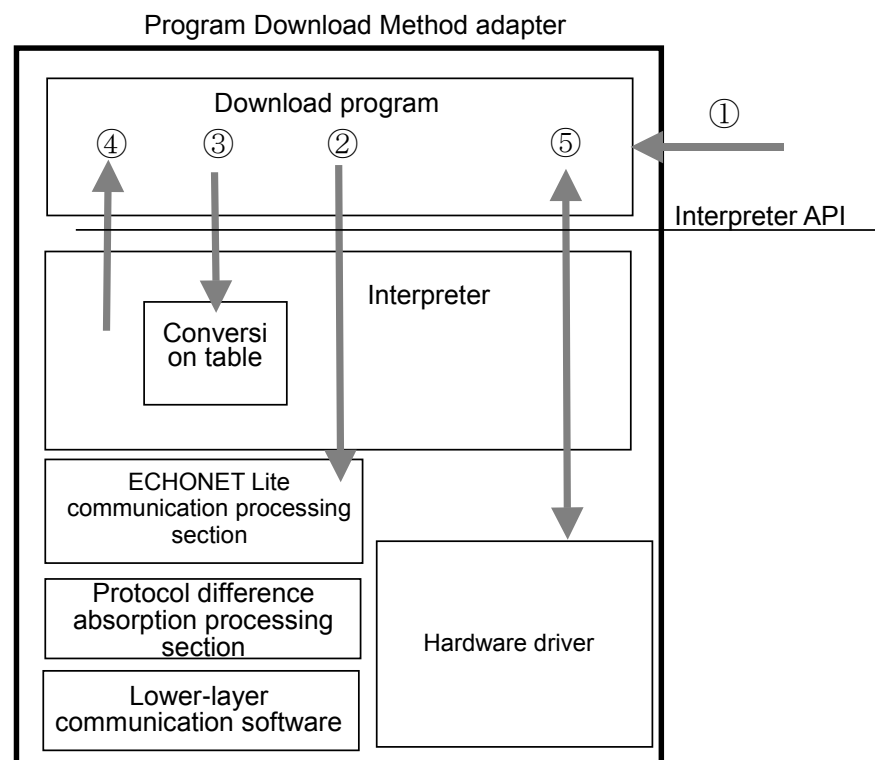 Program Download Method adapter
Download program
①
④ ③ ② ⑤
Interpreter API
Interpreter
Conversi
on table
ECHONET Lite
communication processing
section
Protocol difference
absorption processing
section
Hardware driver
Lower-layer
communication software